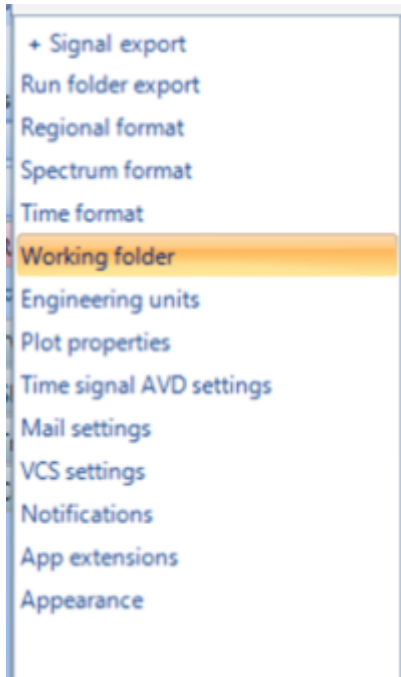 + Signal export
Run folder export
Regional format
Spectrum format
Time format
Working folder
Engineering units
Plot properties
Time signal AVD settings
Mail settings
VCS settings
Notifications
App extensions
Appearance